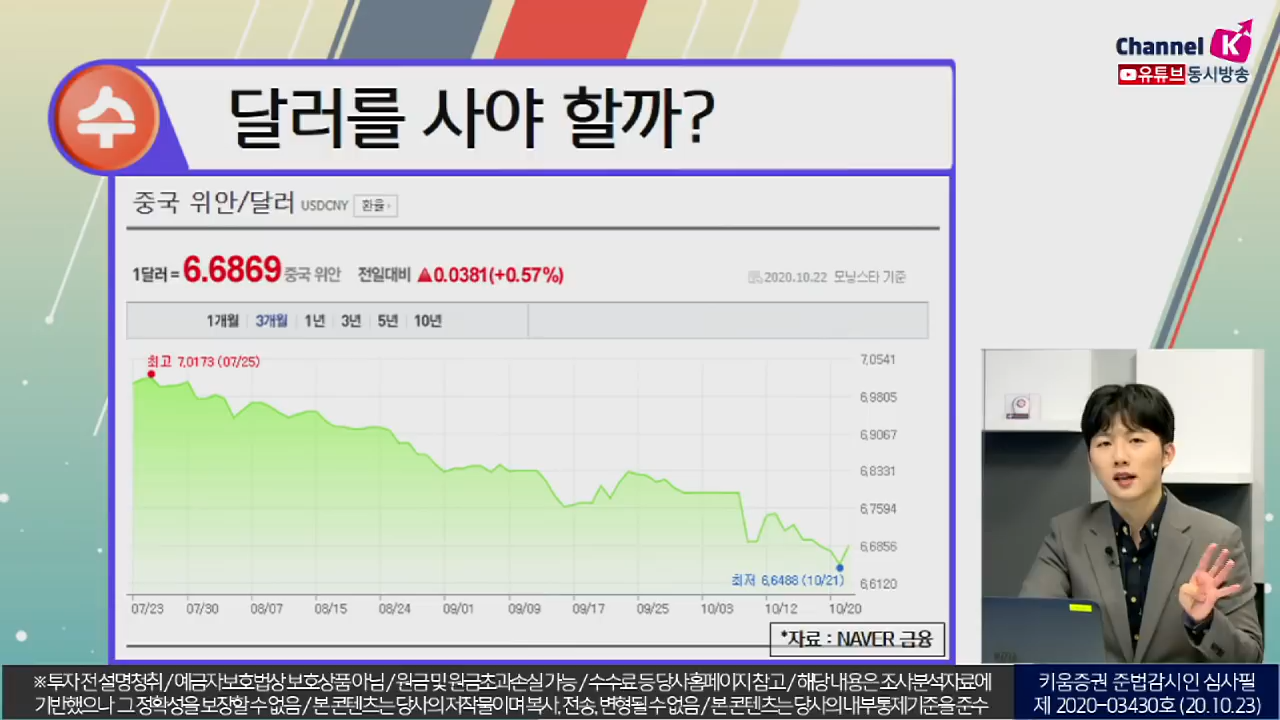 Channel K
유튜브동시방송
수
달러를 사야 할까?
중국 위안/달러 USDCNY 환율
1달러 = 6.6869 중국 위안 전일대비 ▲0.0381(+0.57%)
2020.10.22 모닝스타 기준
1개월 3개월 1년 3년 5년 10년
최고 7,0173 (07/25)
7,0541
6,9805
6,9067
6,8331
6,7594
6,6856
6,6120
최저 6,6488 (10/21)
07/23 07/30 08/07 08/15 08/24 09/01 09/09 09/17 09/25 10/03 10/12 10/20
*자료 : NAVER 금융
※ 투자 전 설명청취 / 예금자보호법상 보호상품 아님 / 원금 및 원금초과손실 가능 / 수수료 등 당사홈페이지 참고 / 해당 내용은 조사분석자료에
기반했으나 그 정확성을 보장할 수 없음 / 본 콘텐츠는 당사의 저작물이며 복사, 전송, 변형될 수 없음 / 본 콘텐츠는 당사의 내부통제기준을 준수
키움증권 준법감시인 심사필
제 2020-03430호 (20.10.23)